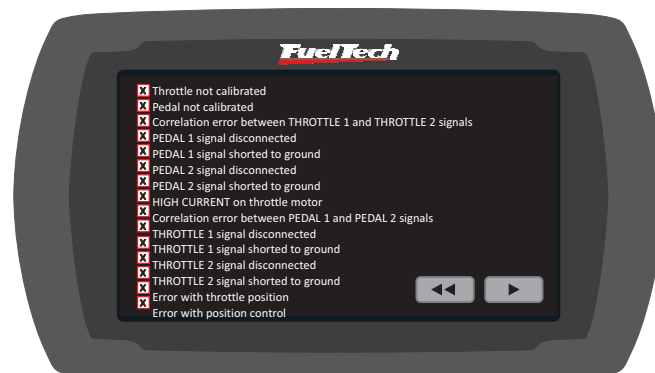 FuelTech
X Throttle not calibrated
X Pedal not calibrated
X Correlation error between THROTTLE 1 and THROTTLE 2 signals
X PEDAL 1 signal disconnected
X PEDAL 1 signal shorted to ground
X PEDAL 2 signal disconnected
X PEDAL 2 signal shorted to ground
X HIGH CURRENT on throttle motor
X Correlation error between PEDAL 1 and PEDAL 2 signals
X THROTTLE 1 signal disconnected
X THROTTLE 1 signal shorted to ground
X THROTTLE 2 signal disconnected
X THROTTLE 2 signal shorted to ground
X Error with throttle position
X Error with position control